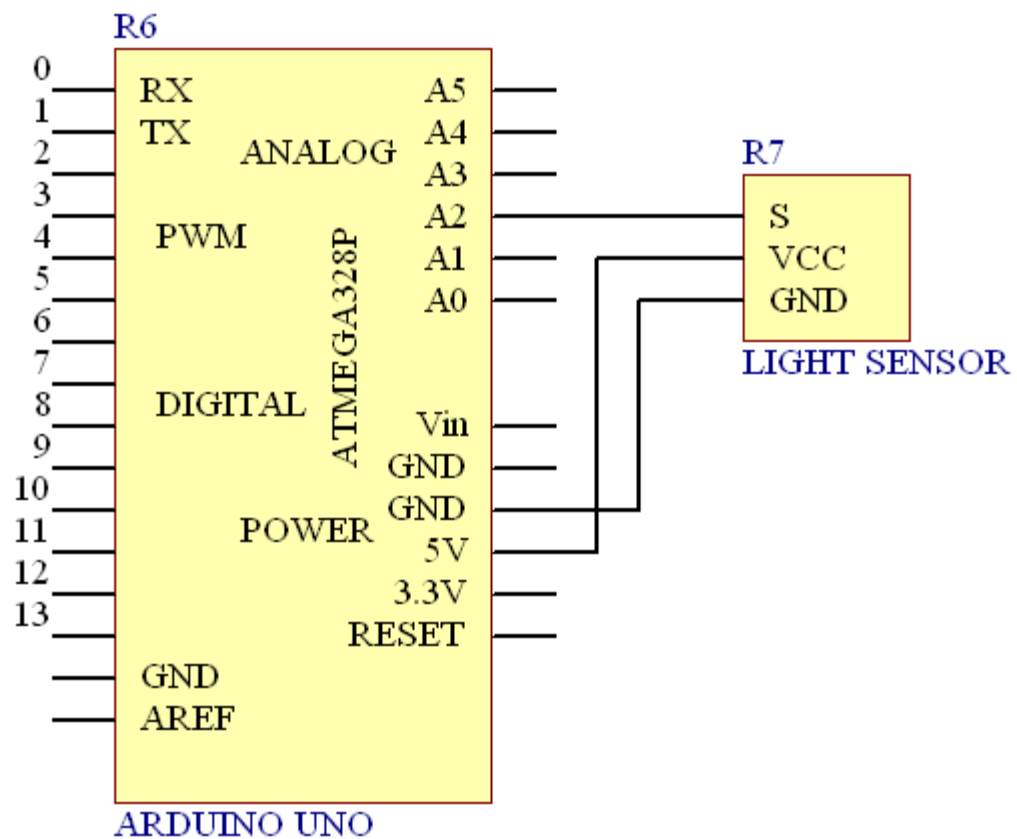 R6
0
1
2
3
4
5
6
7
8
9
10
11
12
13
RX
TX
GND
AREF
ANALOG
PWM
DIGITAL
POWER
ATMEGA328P
A5
A4
A3
A2
A1
A0
Vin
GND
GND
5V
3.3V
RESET
ARDUINO UNO
R7
S
VCC
GND
LIGHT SENSOR